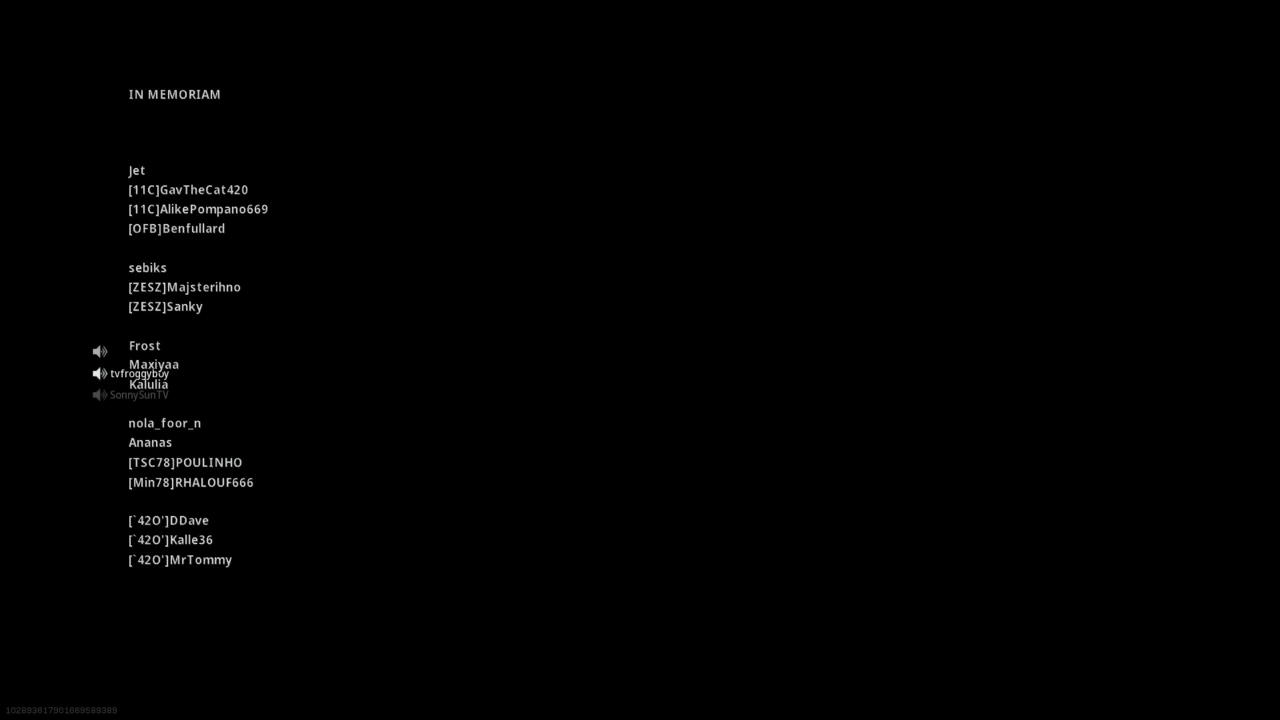 IN MEMORIAM
Jet
[11C]GavTheCat420
[11C]AlikePompano669
[OFB]Benfullard
sebiks
[ZESZ]Majsterihno
[ZESZ]Sanky
Frost
Maxiyaa
tvfroggybuy
Kalulia
SonnySunTV
nola_foor_n
Ananas
[TSC78]POULINHO
[Min78]RHALOUF666
[`42O']DDave
[`42O']Kalle36
[`42O']MrTommy